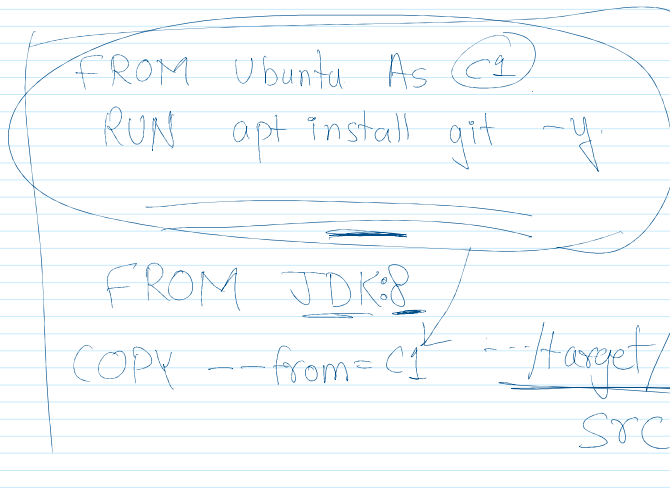 FROM Ubuntu As C1
RUN apt install git -y
FROM JDK:8
COPY --from=C1 ---/target/
src